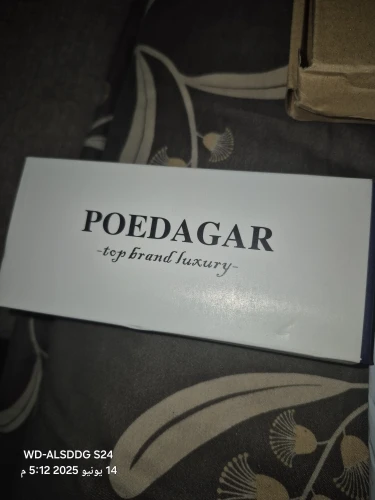 POEDAGAR
-top brand luxury-
WD-ALSDDG S24
14 يونيو 2025 5:12 م